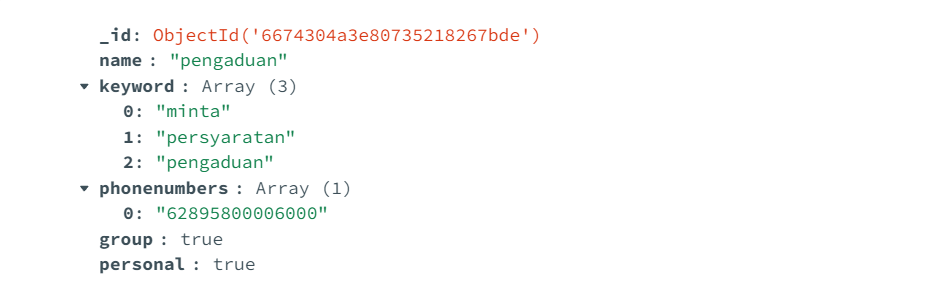 _id: ObjectId('6674304a3e80735218267bde')
name : "pengaduan"
keyword : Array (3)
0: "minta"
1: "persyaratan"
2: "pengaduan"
phonenumbers : Array (1)
0: "62895800006000"
group : true
personal : true